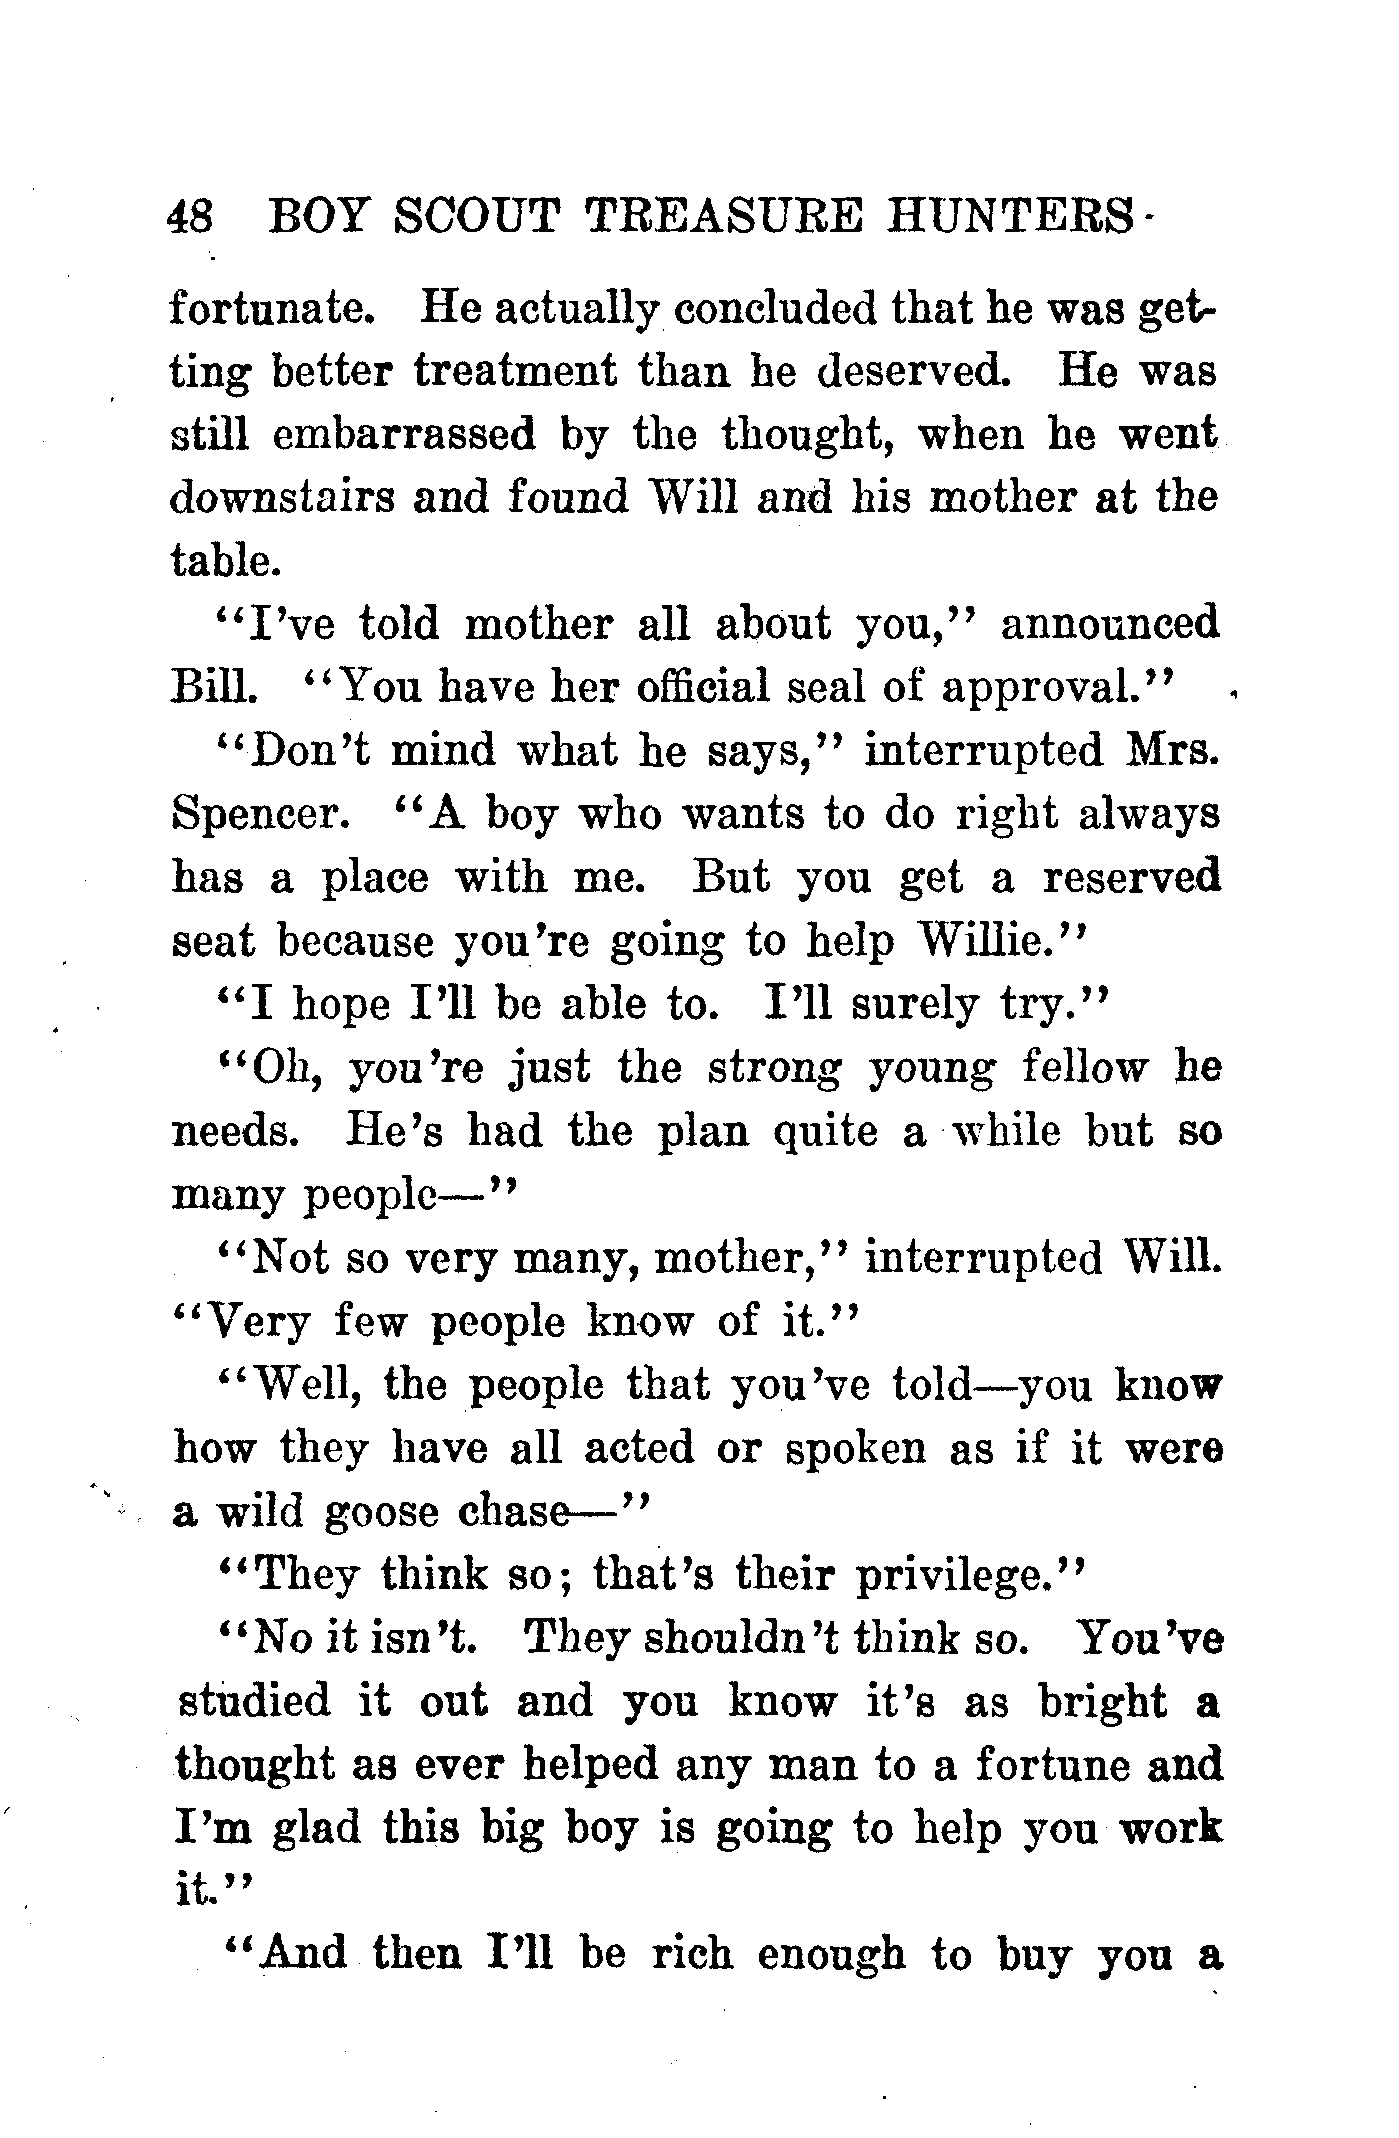 48 BOY SCOUT TREASURE HUNTERS
fortunate. He actually concluded that he was get-
ting better treatment than he deserved. He was
still embarrassed by the thought, when he went
downstairs and found Will and his mother at the
table.
"I've told mother all about you," announced
Bill. "You have her official seal of approval."
"Don't mind what he says," interrupted Mrs.
Spencer. "A boy who wants to do right always
has a place with me. But you get a reserved
seat because you're going to help Willie."
"I hope I'll be able to. I'll surely try."
"Oh, you're just the strong young fellow he
needs. He's had the plan quite a while but so
many people—"
"Not so very many, mother," interrupted Will.
"Very few people know of it."
"Well, the people that you've told—you know
how they have all acted or spoken as if it were
a wild goose chase—"
"They think so; that's their privilege."
"No it isn't. They shouldn't think so. You've
studied it out and you know it's as bright a
thought as ever helped any man to a fortune and
I'm glad this big boy is going to help you work
it."
"And then I'll be rich enough to buy you a